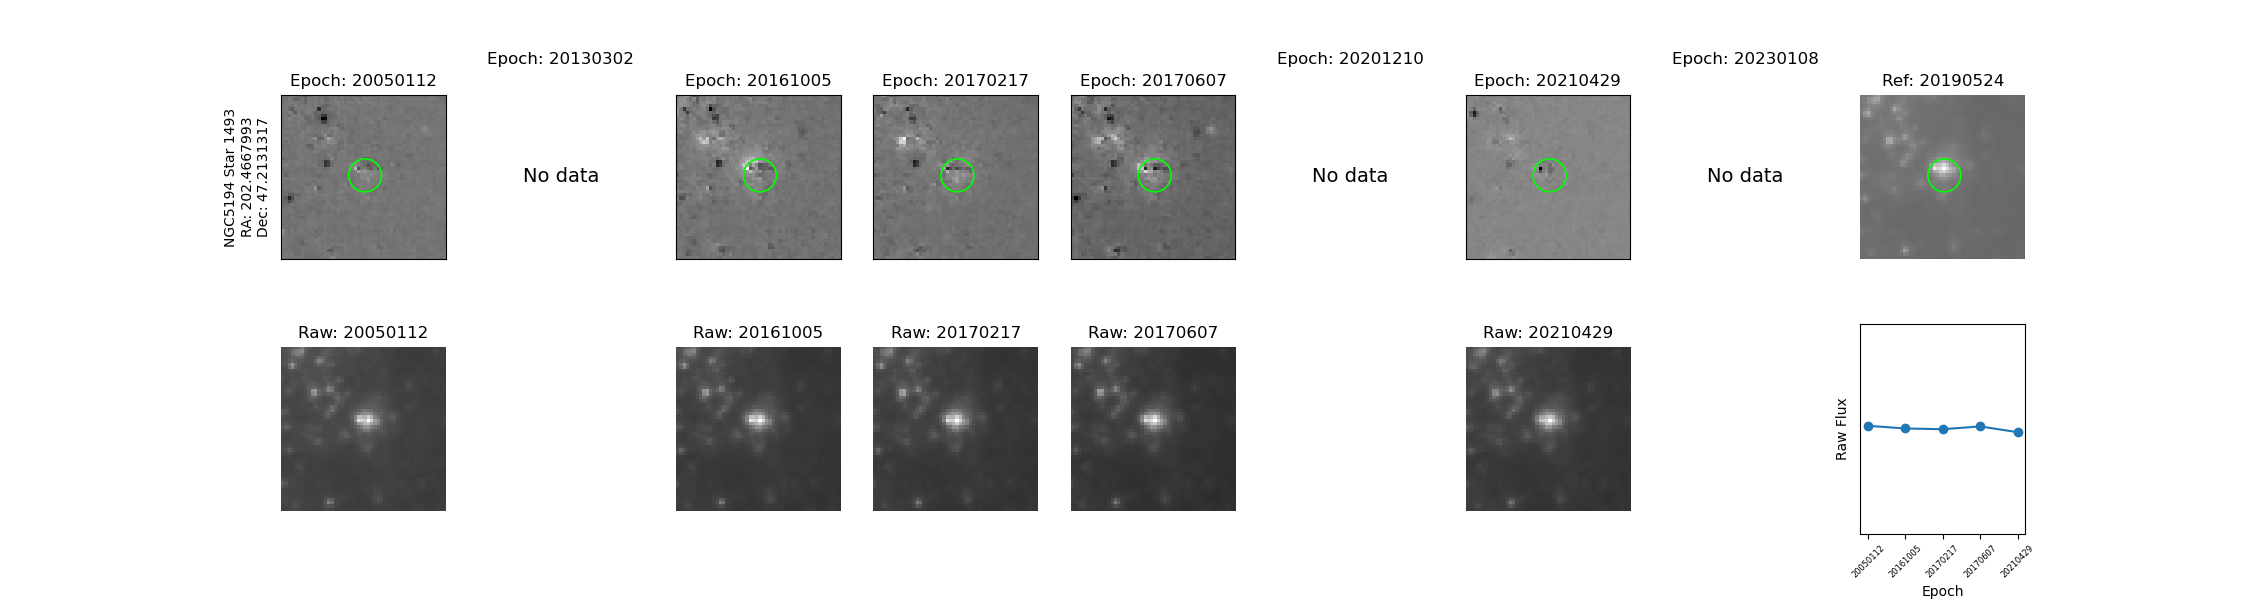 Epoch: 20130302
Epoch: 20201210
Epoch: 20230108
Epoch: 20050112
Epoch: 20161005
Epoch: 20170217
Epoch: 20170607
Epoch: 20210429
Ref: 20190524
NGC5194 Star 1493
RA: 202.4667993
Dec: 47.2131317
No data
No data
No data
Raw: 20050112
Raw: 20161005
Raw: 20170217
Raw: 20170607
Raw: 20210429
Raw Flux
20050112
20161005
20170217
20170607
20210429
Epoch